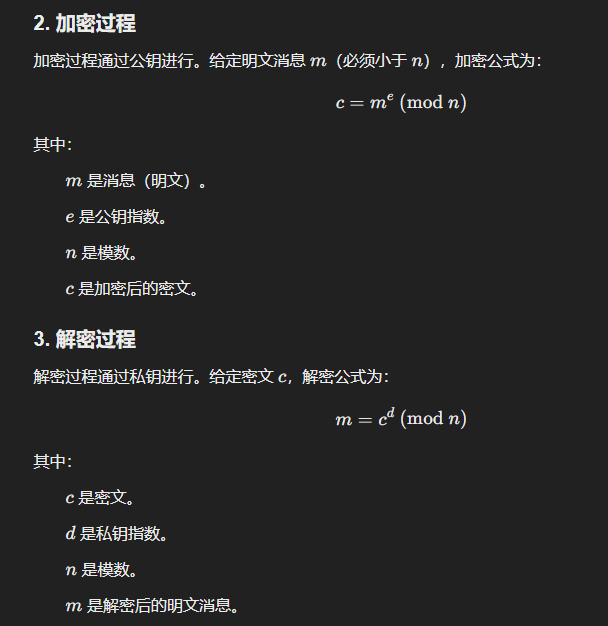 2. 加密过程
加密过程通过公钥进行。给定明文消息 m（必须小于 n），加密公式为：
c = m^e (mod n)
其中：
m 是消息（明文）。
e 是公钥指数。
n 是模数。
c 是加密后的密文。
3. 解密过程
解密过程通过私钥进行。给定密文 c，解密公式为：
m = c^d (mod n)
其中：
c 是密文。
d 是私钥指数。
n 是模数。
m 是解密后的明文消息。